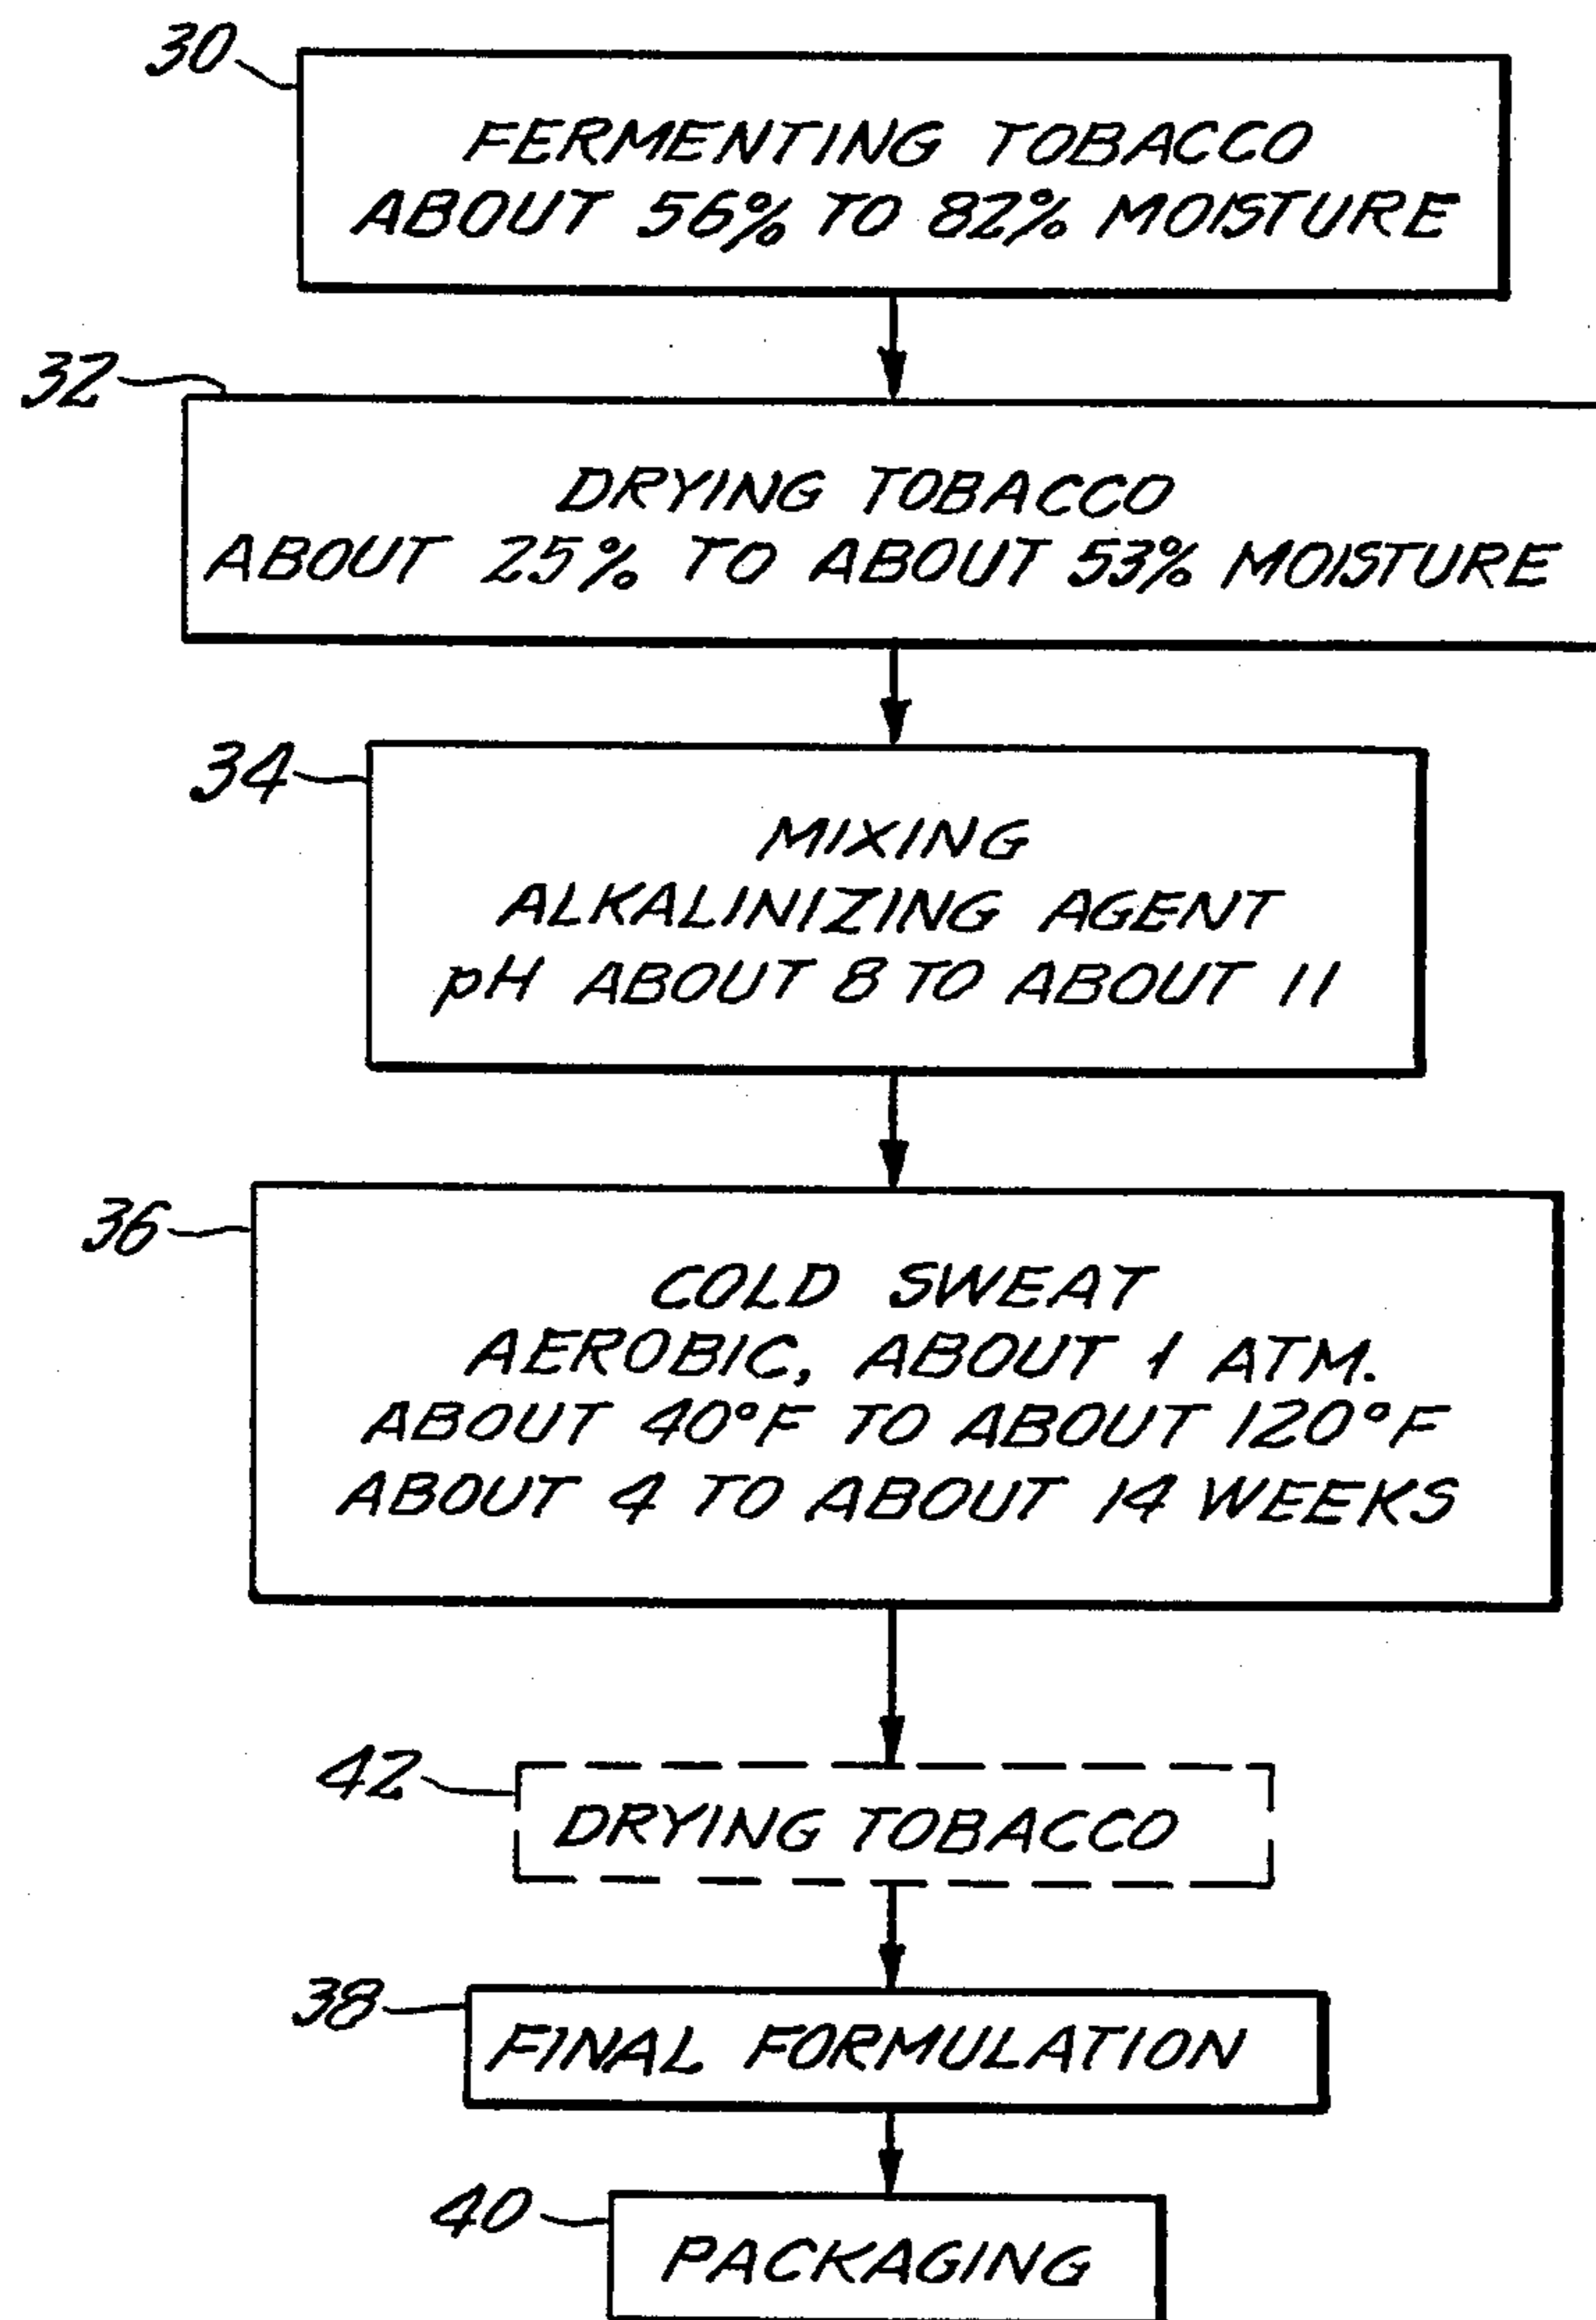 30
FERMENTING TOBACCO
ABOUT 56% TO 82% MOISTURE
32
DRYING TOBACCO
ABOUT 25% TO ABOUT 53% MOISTURE
34
MIXING
ALKALINIZING AGENT
pH ABOUT 8 TO ABOUT 11
36
COLD SWEAT
AEROBIC, ABOUT 1 ATM.
ABOUT 40°F TO ABOUT 120°F
ABOUT 4 TO ABOUT 14 WEEKS
42
DRYING TOBACCO
38
FINAL FORMULATION
40
PACKAGING